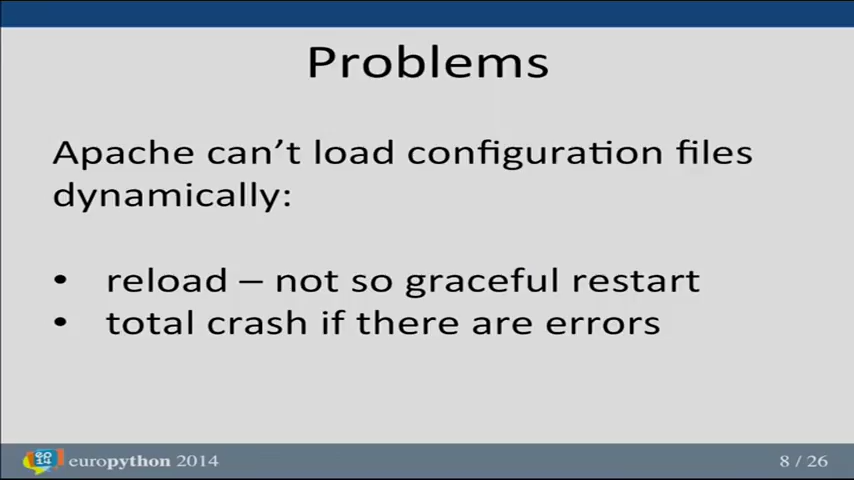 Problems
Apache can't load configuration files
dynamically:
• reload – not so graceful restart
• total crash if there are errors
europython 2014
8 / 26